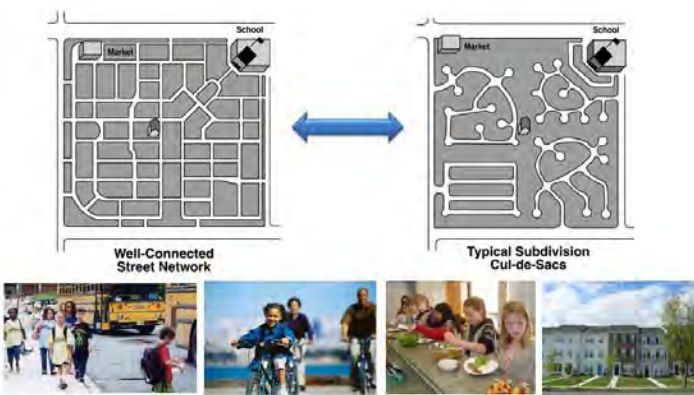 School
Market
School
Market
Well-Connected
Street Network
Typical Subdivision
Cul-de-Sacs